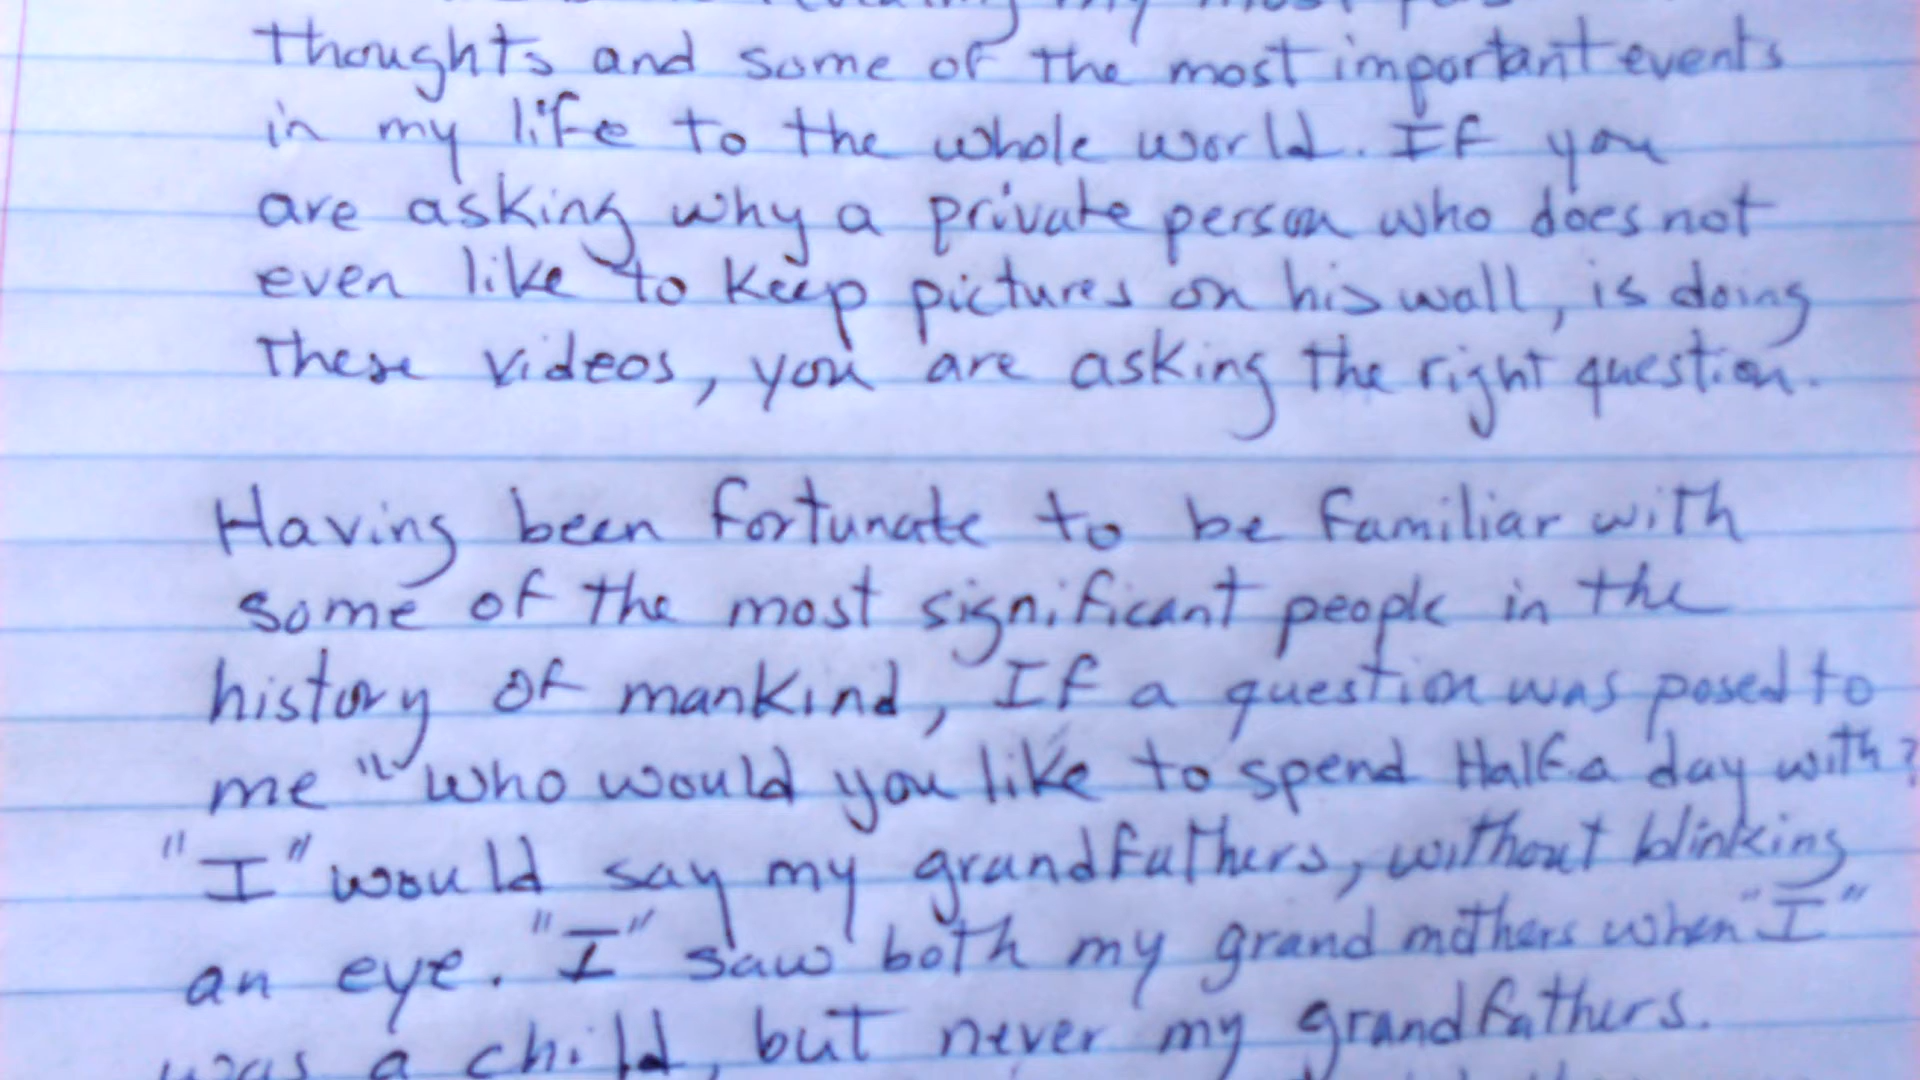 my most
thoughts and some of the most important events
in my life to the whole world. If you
are asking why a private person who does not
even like to keep pictures on his wall, is doing
these videos, you are asking the right question.
Having been fortunate to be familiar with
some of the most significant people in the
history of mankind, If a question was posed to
me "who would you like to spend Half a day with?
"I" would say my grandfathers, without blinking
an eye. "I" saw both my grand mothers when "I"
was a child, but never my grandfathers.